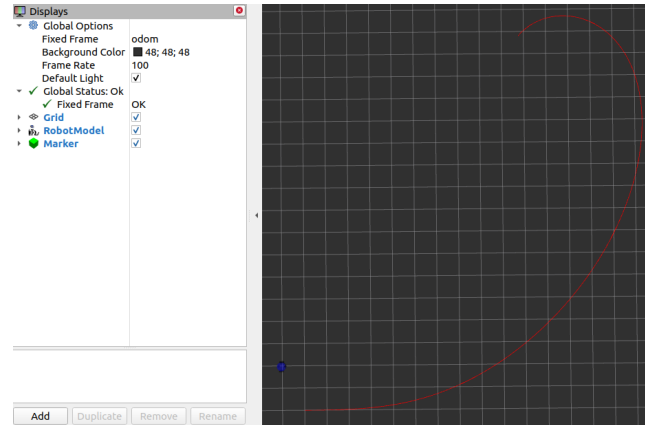 Displays
Global Options
Fixed Frame odom
Background Color 48; 48; 48
Frame Rate 100
Default Light
Global Status: Ok
Fixed Frame OK
Grid
RobotModel
Marker
Add Duplicate Remove Rename